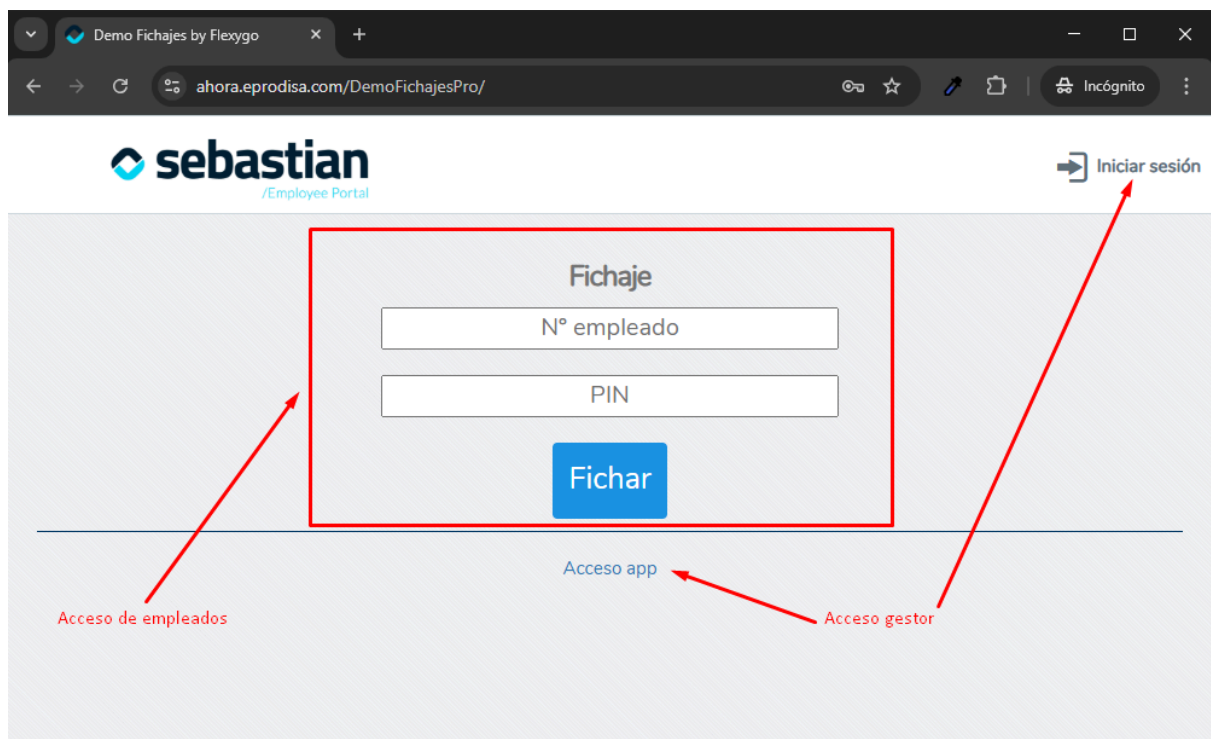 Demo Fichajes by Flexygo
ahora.eprodisa.com/DemoFichajesPro/
Incógnito
sebastian
/Employee Portal
Iniciar sesión
Fichaje
Nº empleado
PIN
Fichar
Acceso app
Acceso de empleados
Acceso gestor